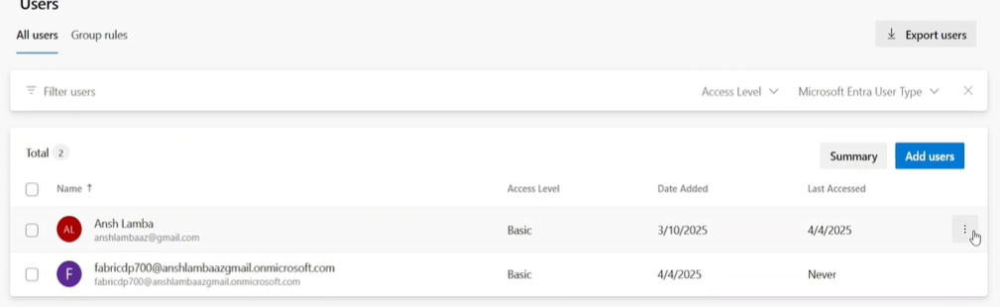 Users
All users Group rules Export users
Filter users Access Level Microsoft Entra User Type
Total 2 Summary Add users
Name ↑ Access Level Date Added Last Accessed
AL Ansh Lamba Basic 3/10/2025 4/4/2025
anshlambaaz@gmail.com
F fabricdp700@anshlambaazgmail.onmicrosoft.com Basic 4/4/2025 Never
fabricdp700@anshlambaazgmail.onmicrosoft.com